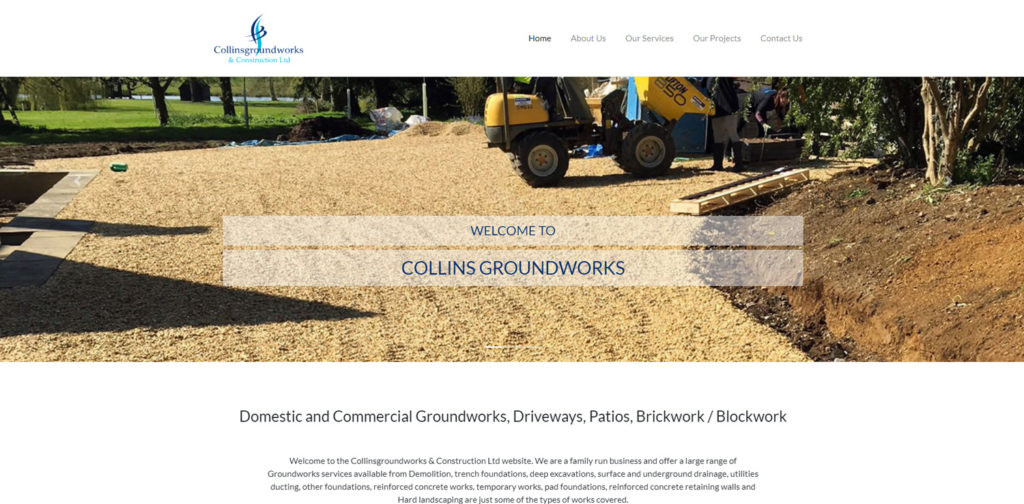 Collinsgroundworks
& Construction Ltd
Home About Us Our Services Our Projects Contact Us
WELCOME TO
COLLINS GROUNDWORKS
Domestic and Commercial Groundworks, Driveways, Patios, Brickwork / Blockwork
Welcome to the Collinsgroundworks & Construction Ltd website. We are a family run business and offer a large range of
Groundworks services available from Demolition, trench foundations, deep excavations, surface and underground drainage, utilities
ducting, other foundations, reinforced concrete works, temporary works, pad foundations, reinforced concrete retaining walls and
Hard landscaping are just some of the types of works covered.